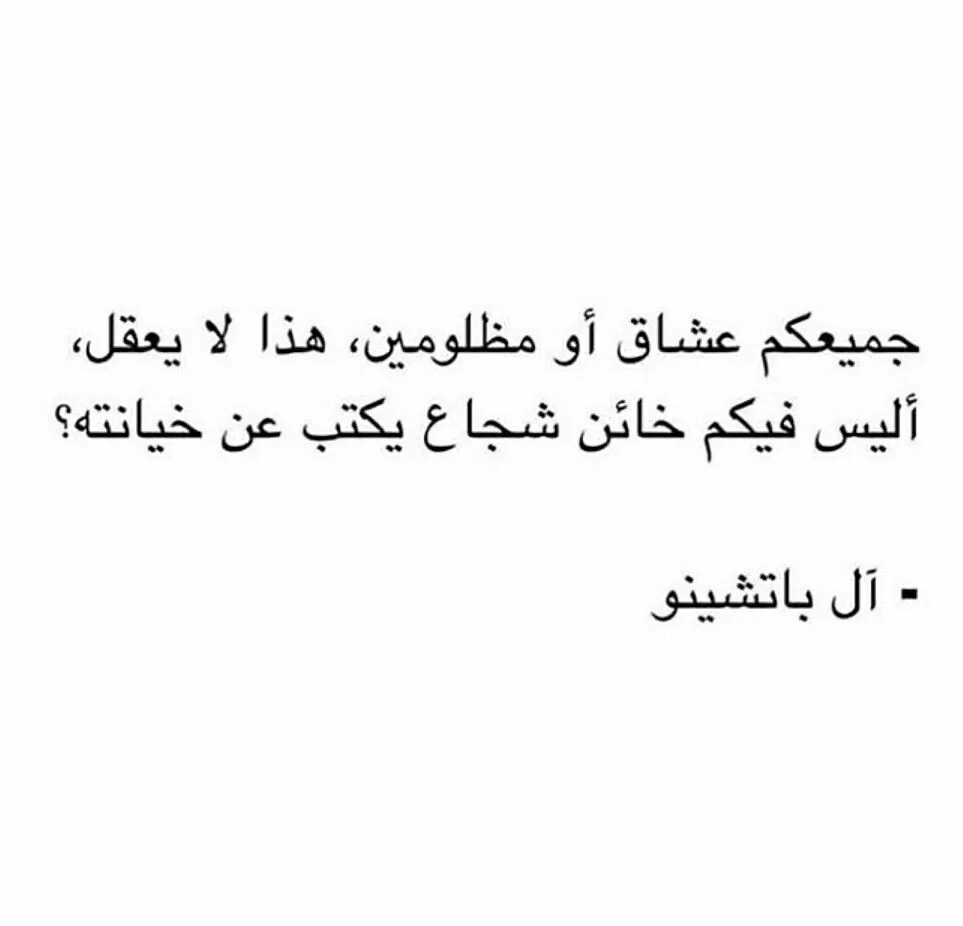 جميعكم عشاق أو مظلومين، هذا لا يعقل،
أليس فيكم خائن شجاع يكتب عن خيانته؟
- آل باتشينو